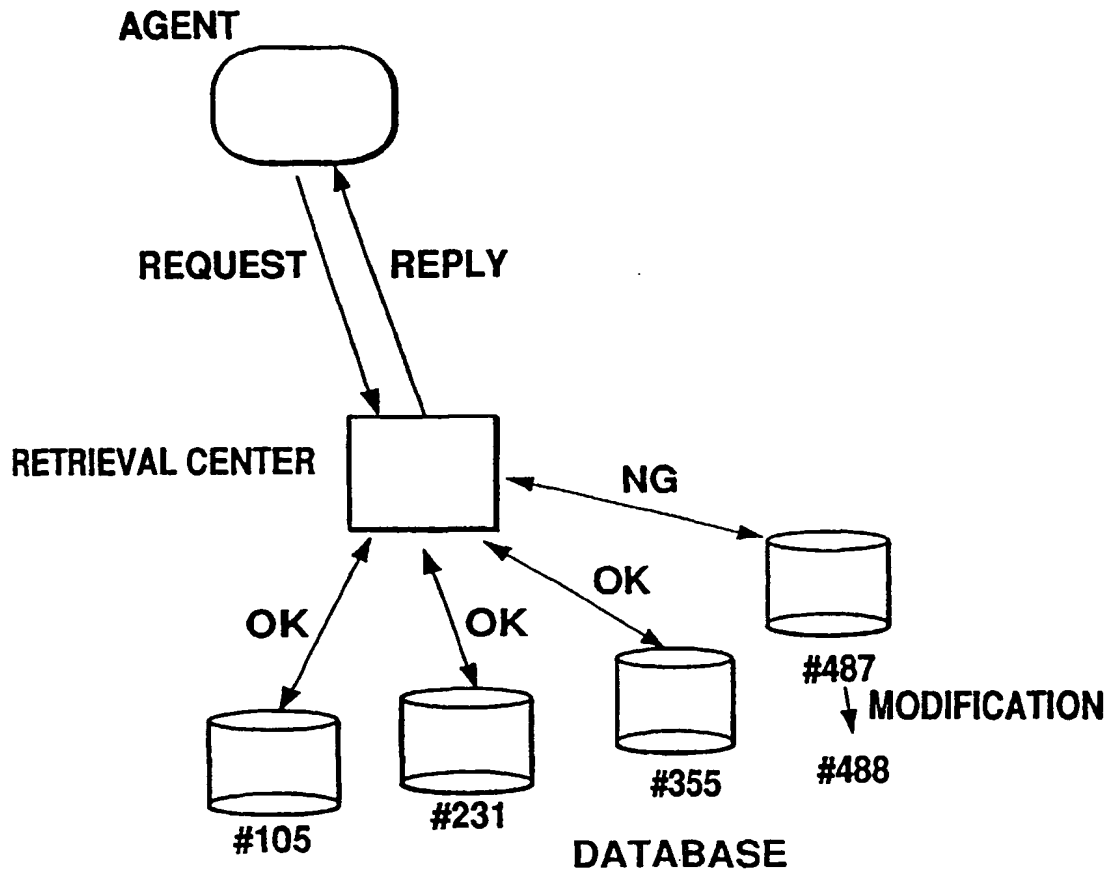 AGENT
REQUEST
REPLY
RETRIEVAL CENTER
NG
OK
OK
OK
#487
MODIFICATION
#488
#355
#231
#105
DATABASE